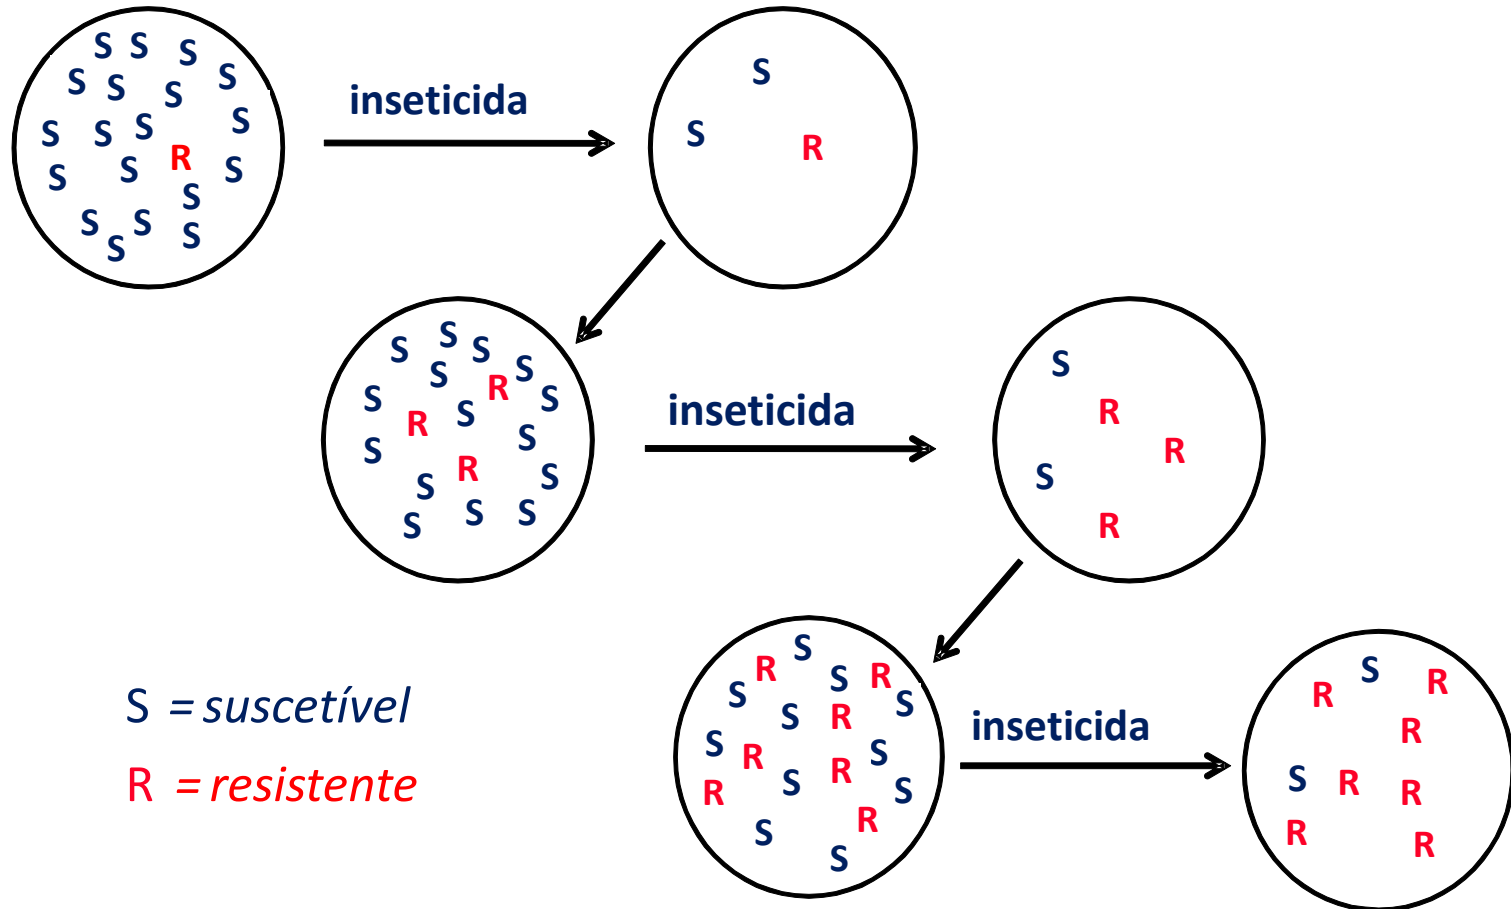 S S S S
S S S
S S S S
S R S
S S
S S S S
inseticida
S
S R
S S S S
S R
S S S
R S
S R
S S S
S S S
inseticida
S
R
R
S
R
S
R S R
S S R S
S R S
S R
R S
S R
S
inseticida
R S R
R
S R R
R R
S = suscetível
R = resistente